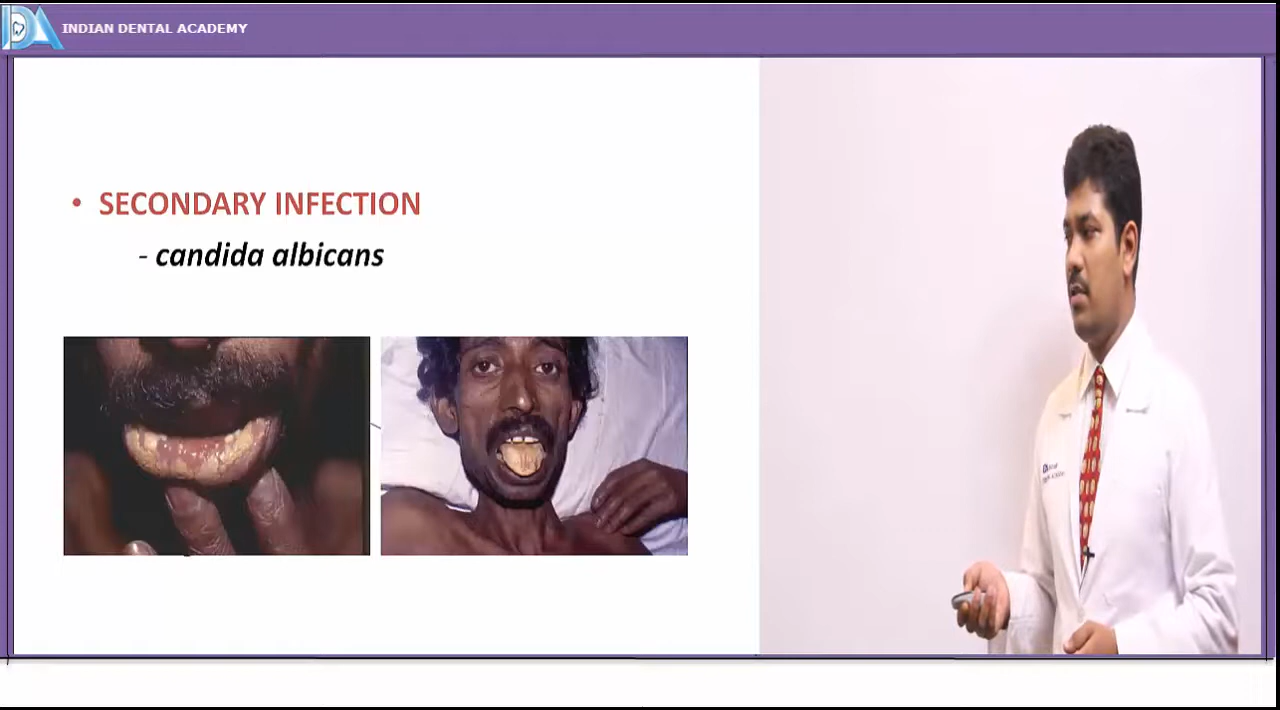 INDIAN DENTAL ACADEMY
• SECONDARY INFECTION
- candida albicans